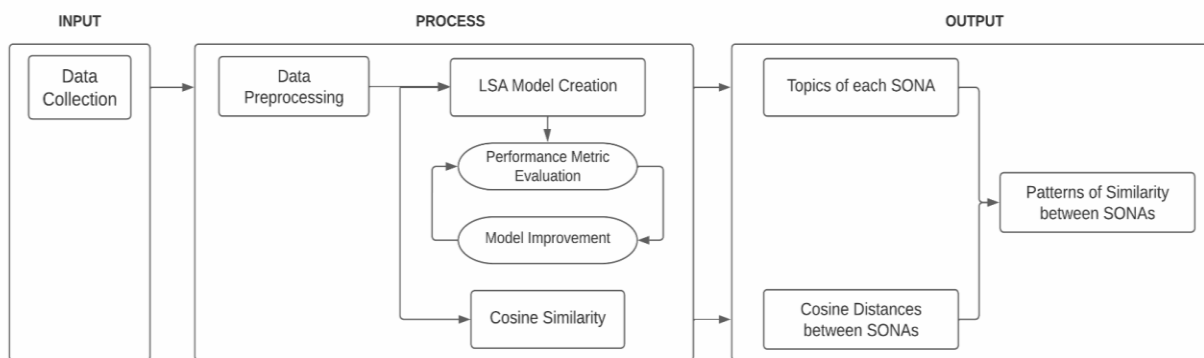 INPUT
PROCESS
OUTPUT
Data
Collection
Data
Preprocessing
LSA Model Creation
Performance Metric
Evaluation
Model Improvement
Cosine Similarity
Topics of each SONA
Patterns of Similarity
between SONAs
Cosine Distances
between SONAs